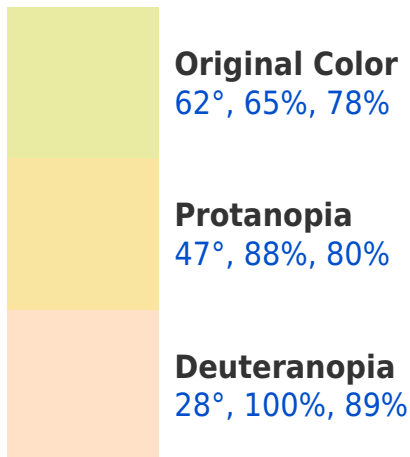 Original Color
62°, 65%, 78%
Protanopia
47°, 88%, 80%
Deuteranopia
28°, 100%, 89%